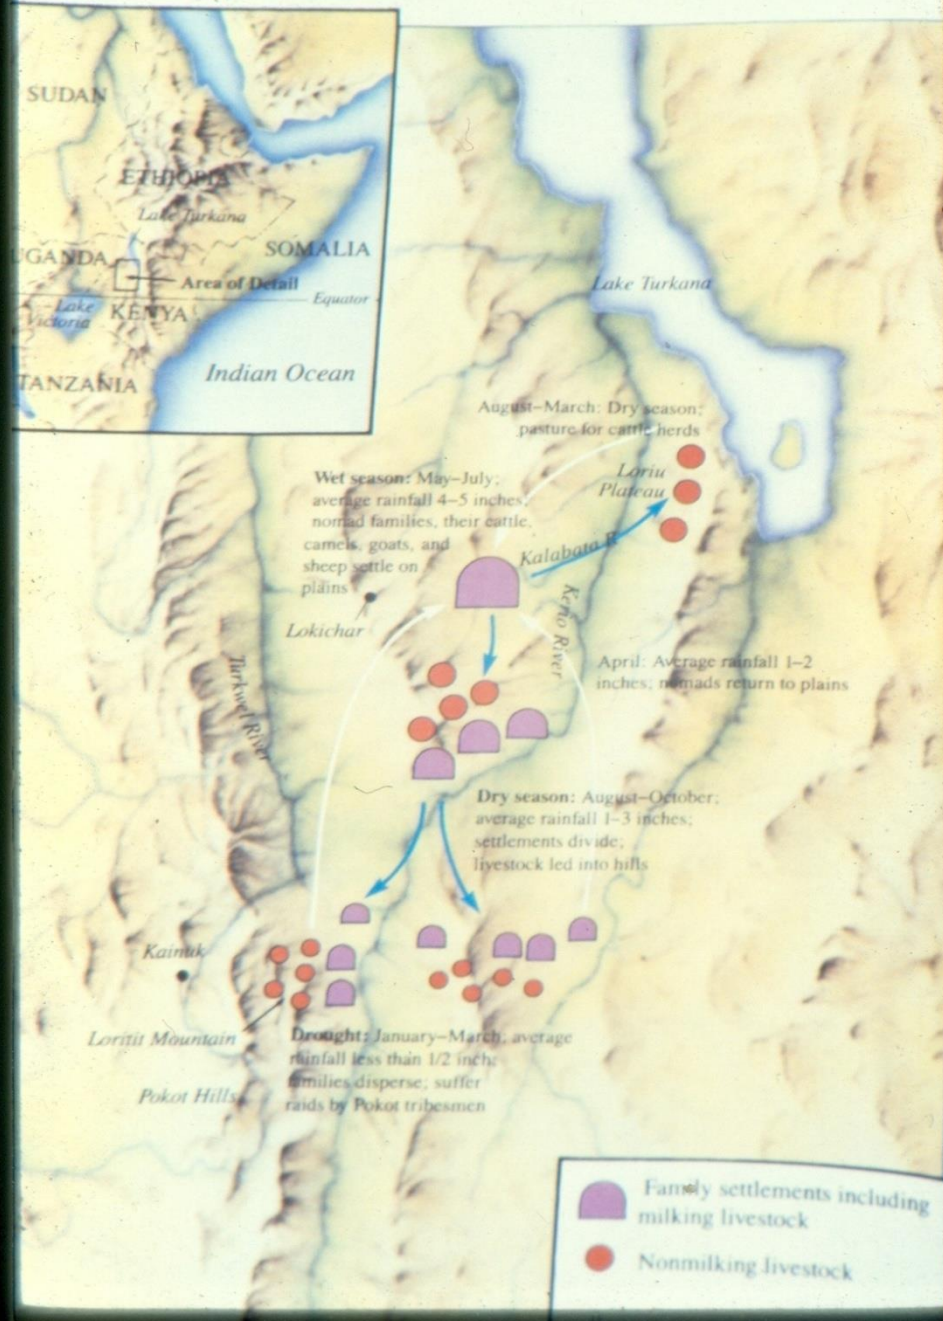 SUDAN
ETHIOPIA
Lake Turkana
UGANDA
SOMALIA
Area of Detail
Equator
Lake
Victoria
KENYA
TANZANIA
Indian Ocean
Lake Turkana
August–March: Dry season;
pasture for cattle herds
Loriu
Plateau
Wet season: May–July;
average rainfall 4–5 inches;
nomad families, their cattle,
camels, goats, and
sheep settle on
plains
Kalabata R.
Lokichar
Kerio River
Turkwel River
April: Average rainfall 1–2
inches; nomads return to plains
Dry season: August–October;
average rainfall 1–3 inches;
settlements divide;
livestock led into hills
Kainuk
Loritit Mountain
Drought: January–March; average
rainfall less than 1/2 inch;
families disperse; suffer
raids by Pokot tribesmen
Pokot Hills
Family settlements including
milking livestock
Nonmilking livestock